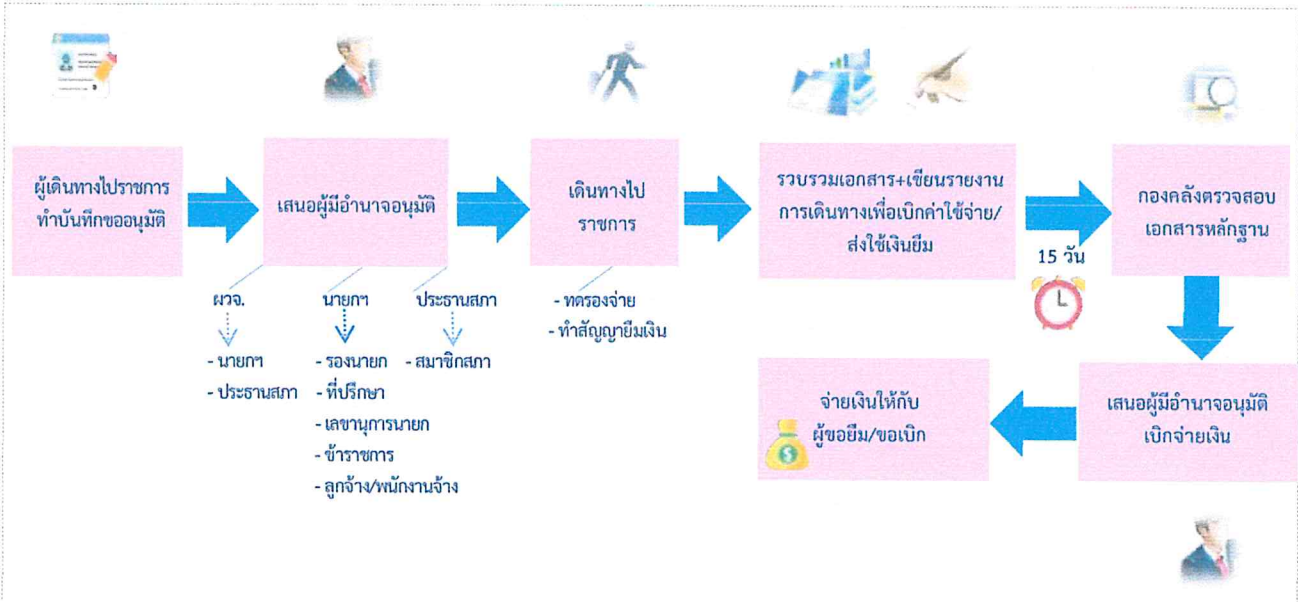 ผู้เดินทางไปราชการ
ทำบันทึกขออนุมัติ
เสนอผู้มีอำนาจอนุมัติ
ผวจ.
- นายกฯ
- ประธานสภา
นายกฯ
- รองนายก
- ที่ปรึกษา
- เลขานุการนายก
- ข้าราชการ
- ลูกจ้าง/พนักงานจ้าง
ประธานสภา
- สมาชิกสภา
เดินทางไป
ราชการ
- ทดรองจ่าย
- ทำสัญญายืมเงิน
รวบรวมเอกสาร+เขียนรายงาน
การเดินทางเพื่อเบิกค่าใช้จ่าย/
ส่งใช้เงินยืม
15 วัน
กองคลังตรวจสอบ
เอกสารหลักฐาน
เสนอผู้มีอำนาจอนุมัติ
เบิกจ่ายเงิน
จ่ายเงินให้กับ
ผู้ขอยืม/ขอเบิก